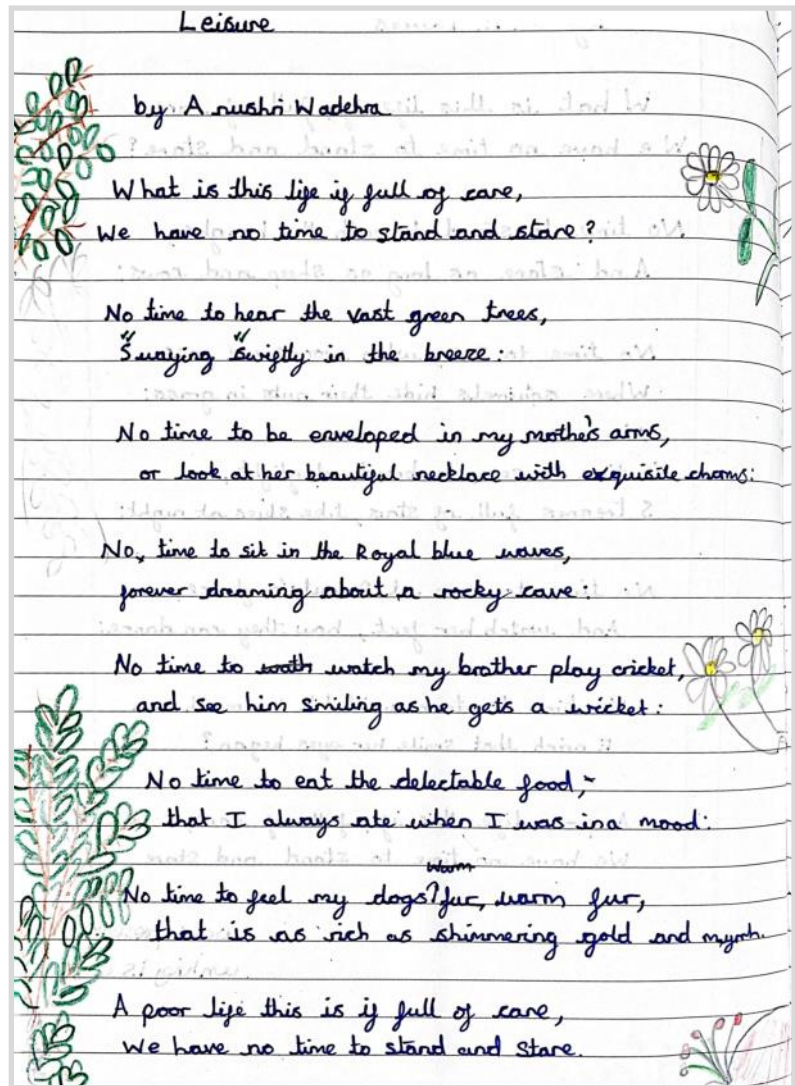 Leisure
by Anushri Wadehra
What is this life if full of care,
We have no time to stand and stare?
No time to hear the vast green trees,
Swaying swiftly in the breeze:
No time to be enveloped in my mothe's arms,
or look at her beautiful necklace with exquisite charms:
No, time to sit in the Royal blue waves,
forever dreaming about a rocky cave:
No time to watch my brother play cricket,
and see him smiling as he gets a wicket:
No time to eat the delectable food,
that I always ate when I was in a mood:
warm
No time to feel my dogs fur, warm fur,
that is as rich as shimmering gold and myrrh.
A poor life this is if full of care,
We have no time to stand and stare.